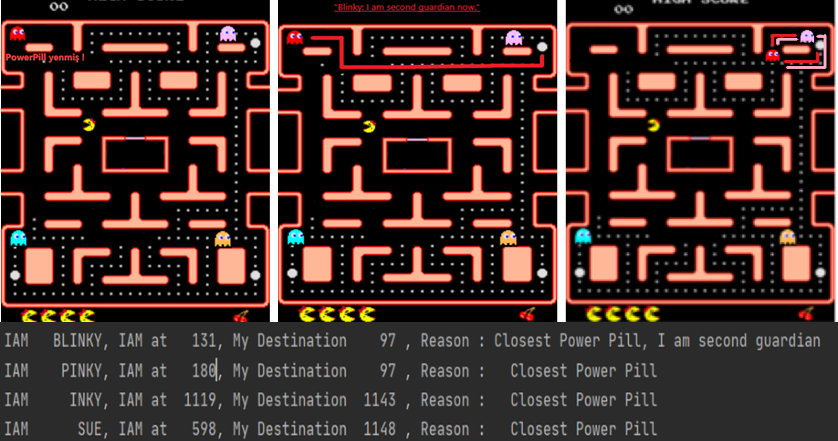 "Blinky: I am second guardian now."
00
00
HIGH SCORE
PowerPill yenmiş !
IAM BLINKY, IAM at 131, My Destination 97 , Reason : Closest Power Pill, I am second guardian
IAM PINKY, IAM at 180, My Destination 97 , Reason : Closest Power Pill
IAM INKY, IAM at 1119, My Destination 1143 , Reason : Closest Power Pill
IAM SUE, IAM at 598, My Destination 1148 , Reason : Closest Power Pill